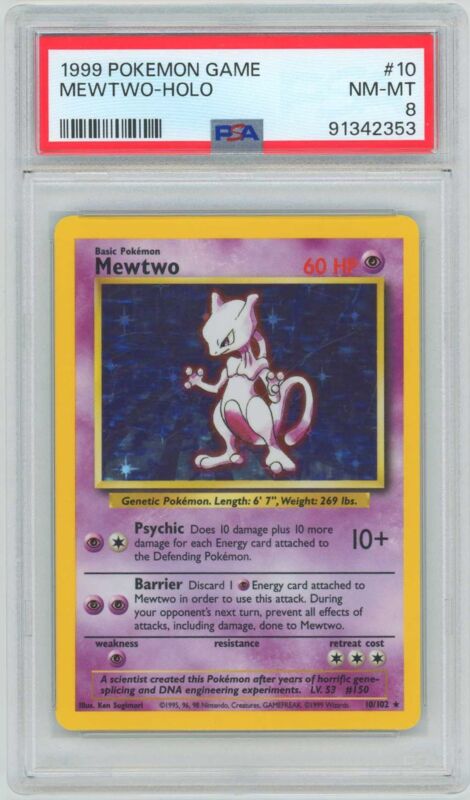 1999 POKEMON GAME #10
MEWTWO-HOLO NM-MT
8
PSA 91342353
Basic Pokémon
Mewtwo 60 HP
Genetic Pokémon. Length: 6' 7", Weight: 269 lbs.
Psychic Does 10 damage plus 10 more
damage for each Energy card attached to
the Defending Pokémon.
10+
Barrier Discard 1 Energy card attached to
Mewtwo in order to use this attack. During
your opponent's next turn, prevent all effects of
attacks, including damage, done to Mewtwo.
weakness resistance retreat cost
A scientist created this Pokémon after years of horrific gene-
splicing and DNA engineering experiments. LV. 53 #150
Illus. Ken Sugimori ©1995, 96, 98 Nintendo, Creatures, GAMEFREAK. ©1999 Wizards. 10/102